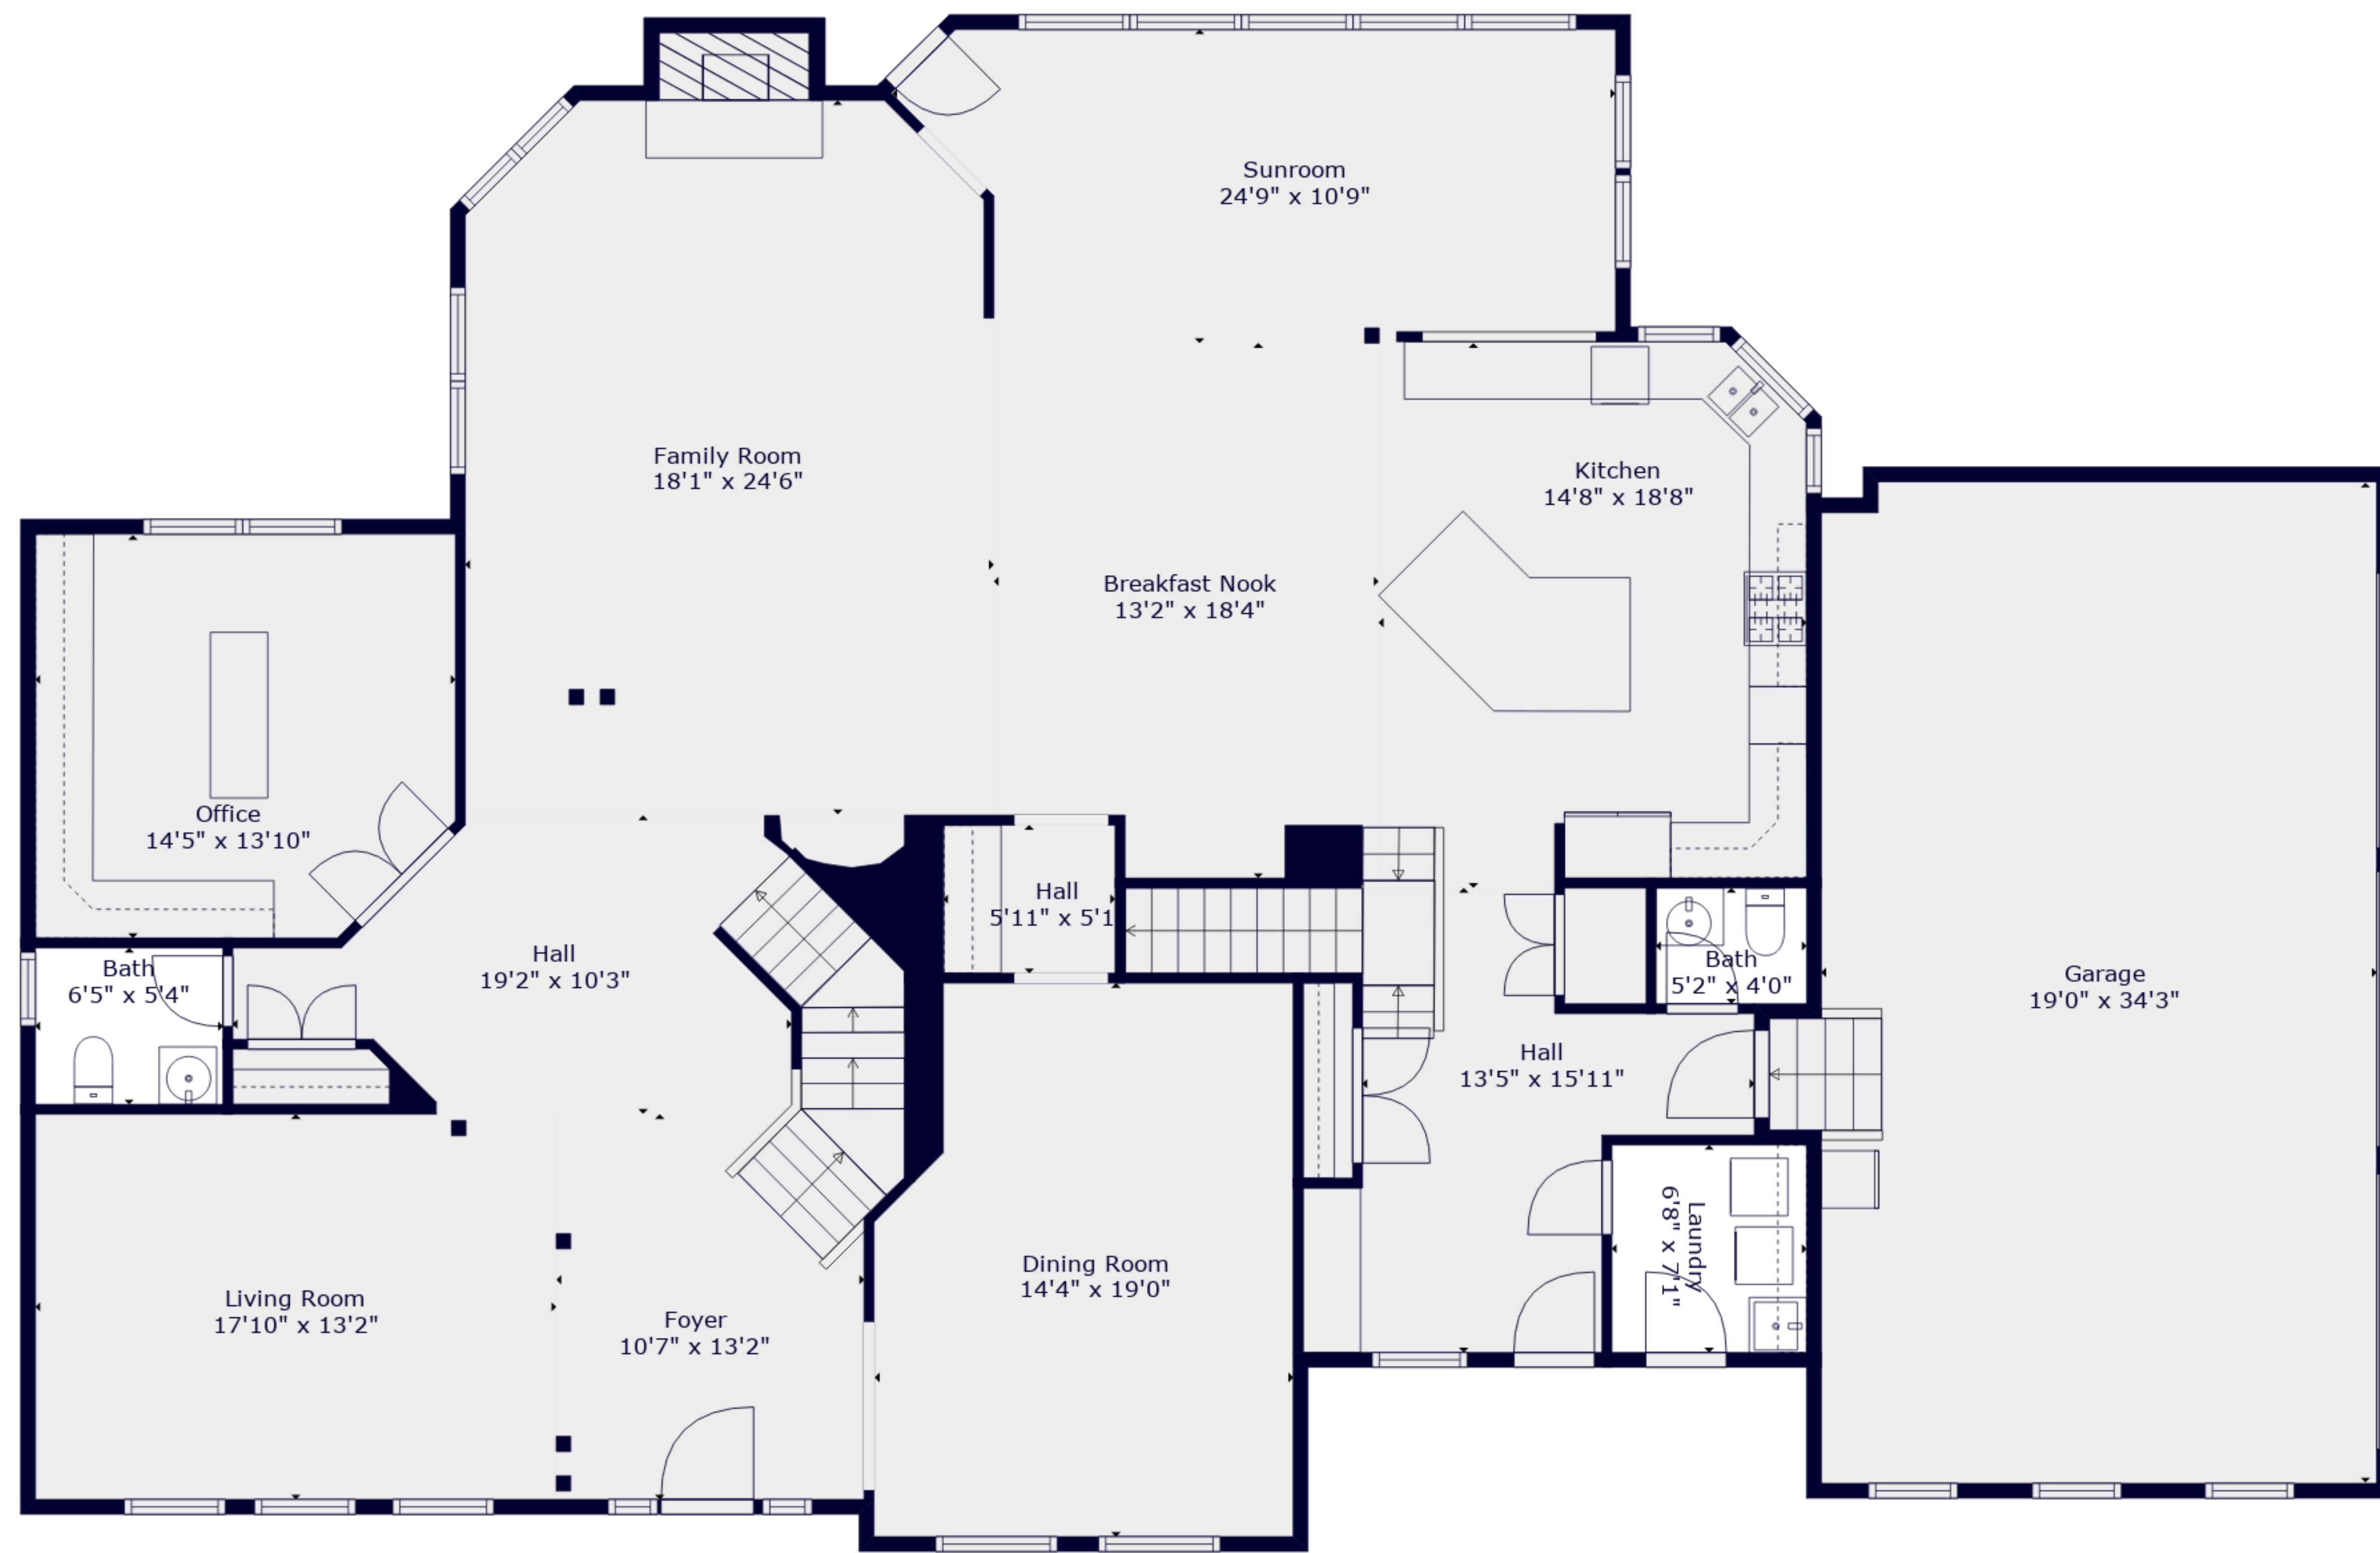 Sunroom
24'9" x 10'9"
Family Room
18'1" x 24'6"
Kitchen
14'8" x 18'8"
Breakfast Nook
13'2" x 18'4"
Office
14'5" x 13'10"
Hall
5'11" x 5'1
Hall
19'2" x 10'3"
Bath
6'5" x 5'4"
Bath
5'2" x 4'0"
Garage
19'0" x 34'3"
Hall
13'5" x 15'11"
Laundry
6'8" x 7'1"
Dining Room
14'4" x 19'0"
Living Room
17'10" x 13'2"
Foyer
10'7" x 13'2"